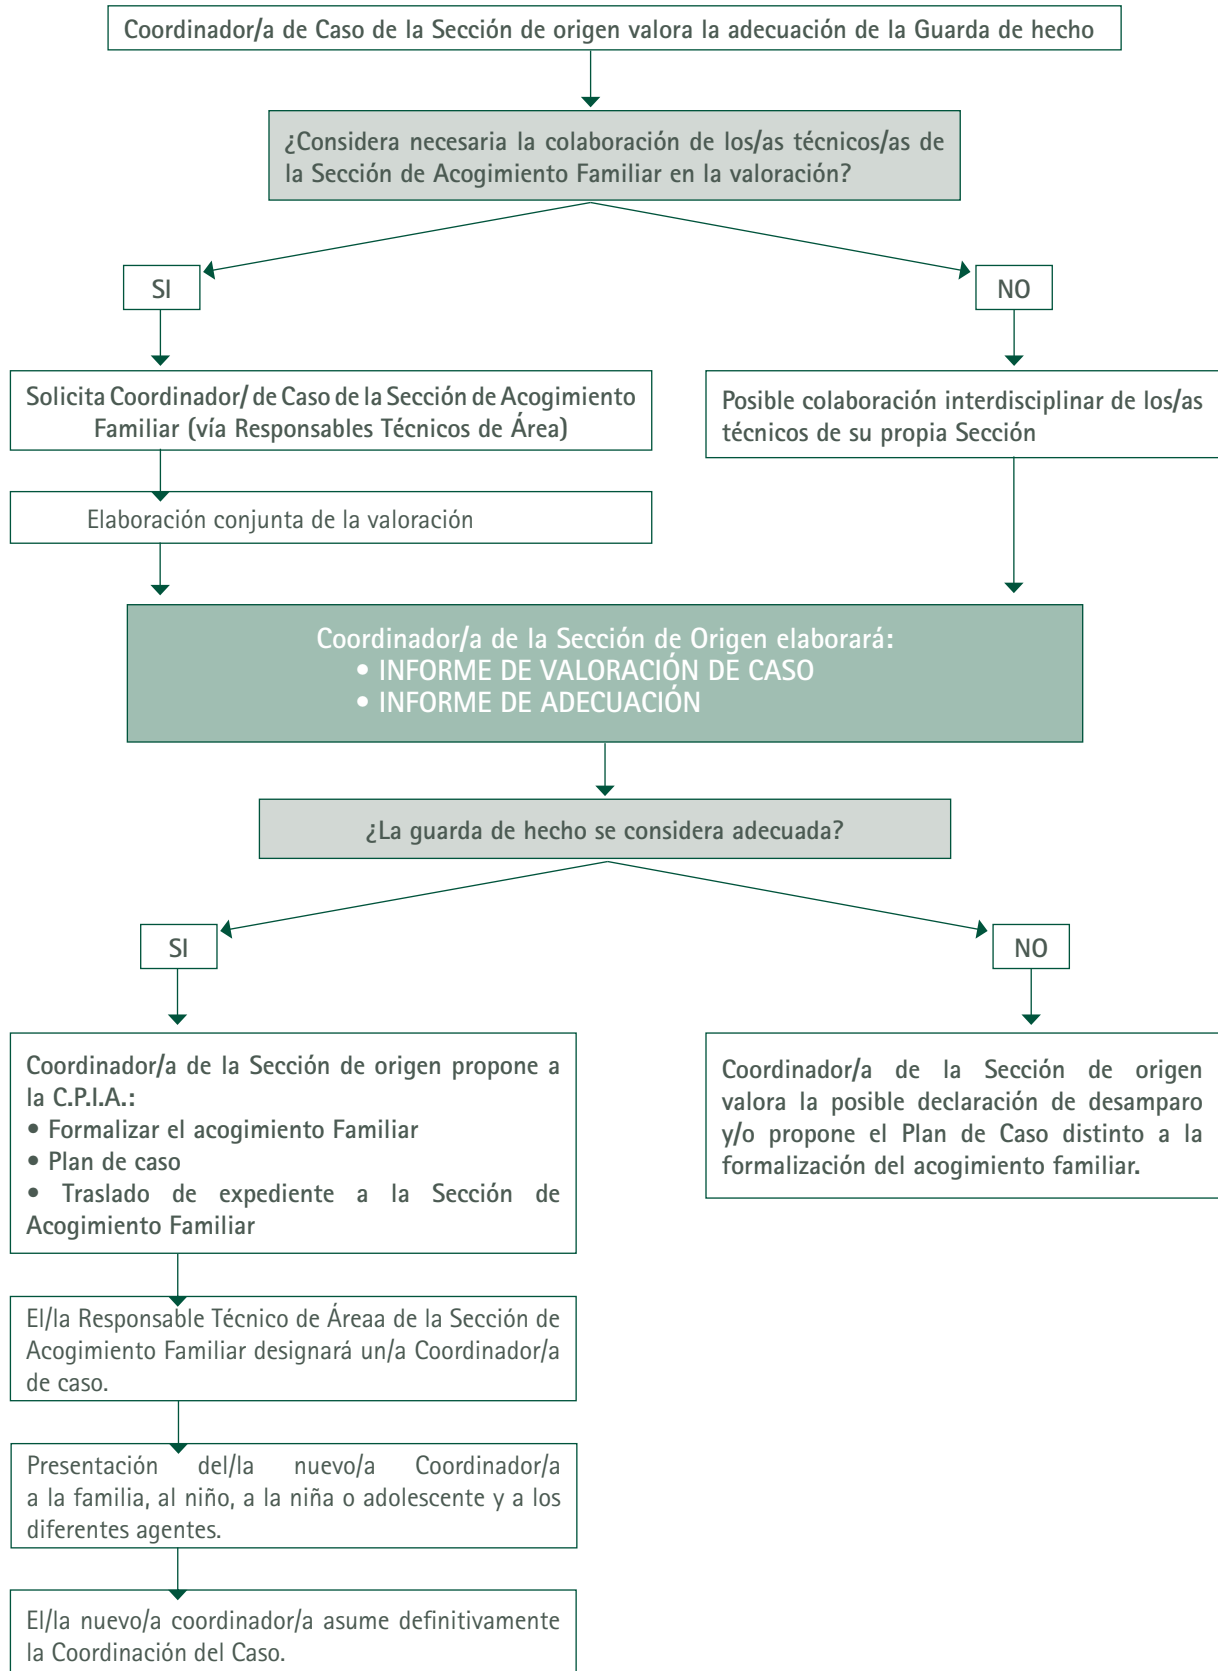 Coordinador/a de Caso de la Sección de origen valora la adecuación de la Guarda de hecho
¿Considera necesaria la colaboración de los/as técnicos/as de
la Sección de Acogimiento Familiar en la valoración?
SI
NO
Solicita Coordinador/ de Caso de la Sección de Acogimiento
Familiar (vía Responsables Técnicos de Área)
Posible colaboración interdisciplinar de los/as
técnicos de su propia Sección
Elaboración conjunta de la valoración
Coordinador/a de la Sección de Origen elaborará:
• INFORME DE VALORACIÓN DE CASO
• INFORME DE ADECUACIÓN
¿La guarda de hecho se considera adecuada?
SI
NO
Coordinador/a de la Sección de origen propone a
la C.P.I.A.:
• Formalizar el acogimiento Familiar
• Plan de caso
• Traslado de expediente a la Sección de
Acogimiento Familiar
Coordinador/a de la Sección de origen
valora la posible declaración de desamparo
y/o propone el Plan de Caso distinto a la
formalización del acogimiento familiar.
El/la Responsable Técnico de Áreaa de la Sección de
Acogimiento Familiar designará un/a Coordinador/a
de caso.
Presentación del/la nuevo/a Coordinador/a
a la familia, al niño, a la niña o adolescente y a los
diferentes agentes.
El/la nuevo/a coordinador/a asume definitivamente
la Coordinación del Caso.